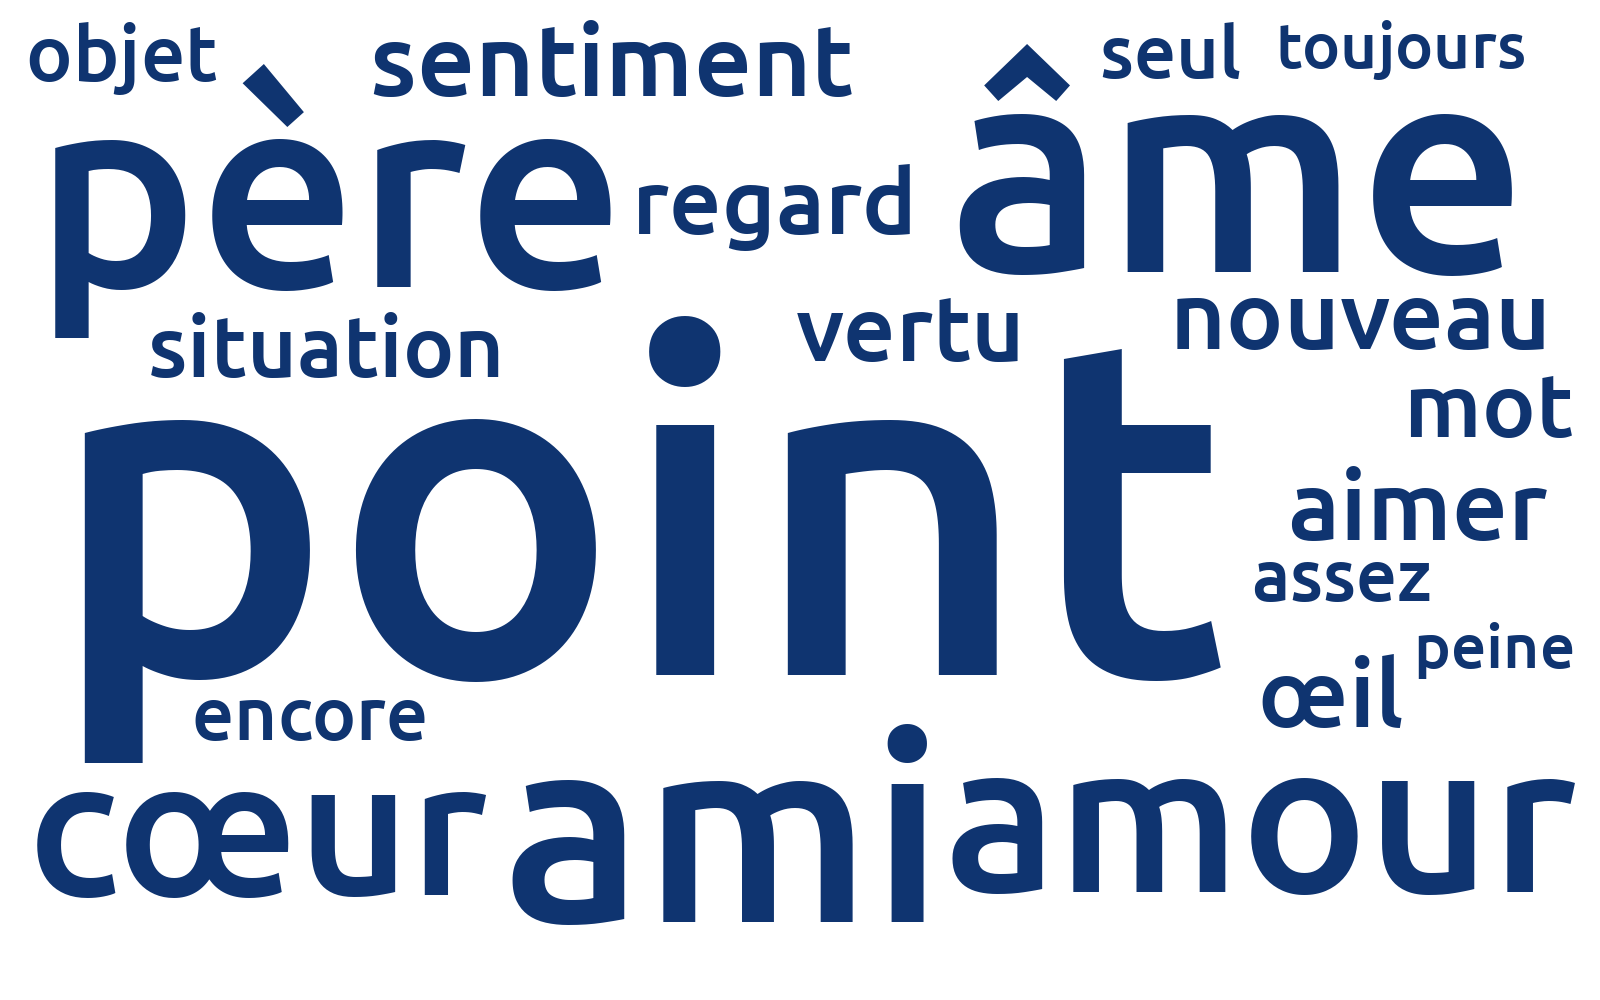 objet sentiment seul toujours
père regard âme
situation vertu nouveau
point mot
aimer
assez
peine
encore œil
cœur ami amour